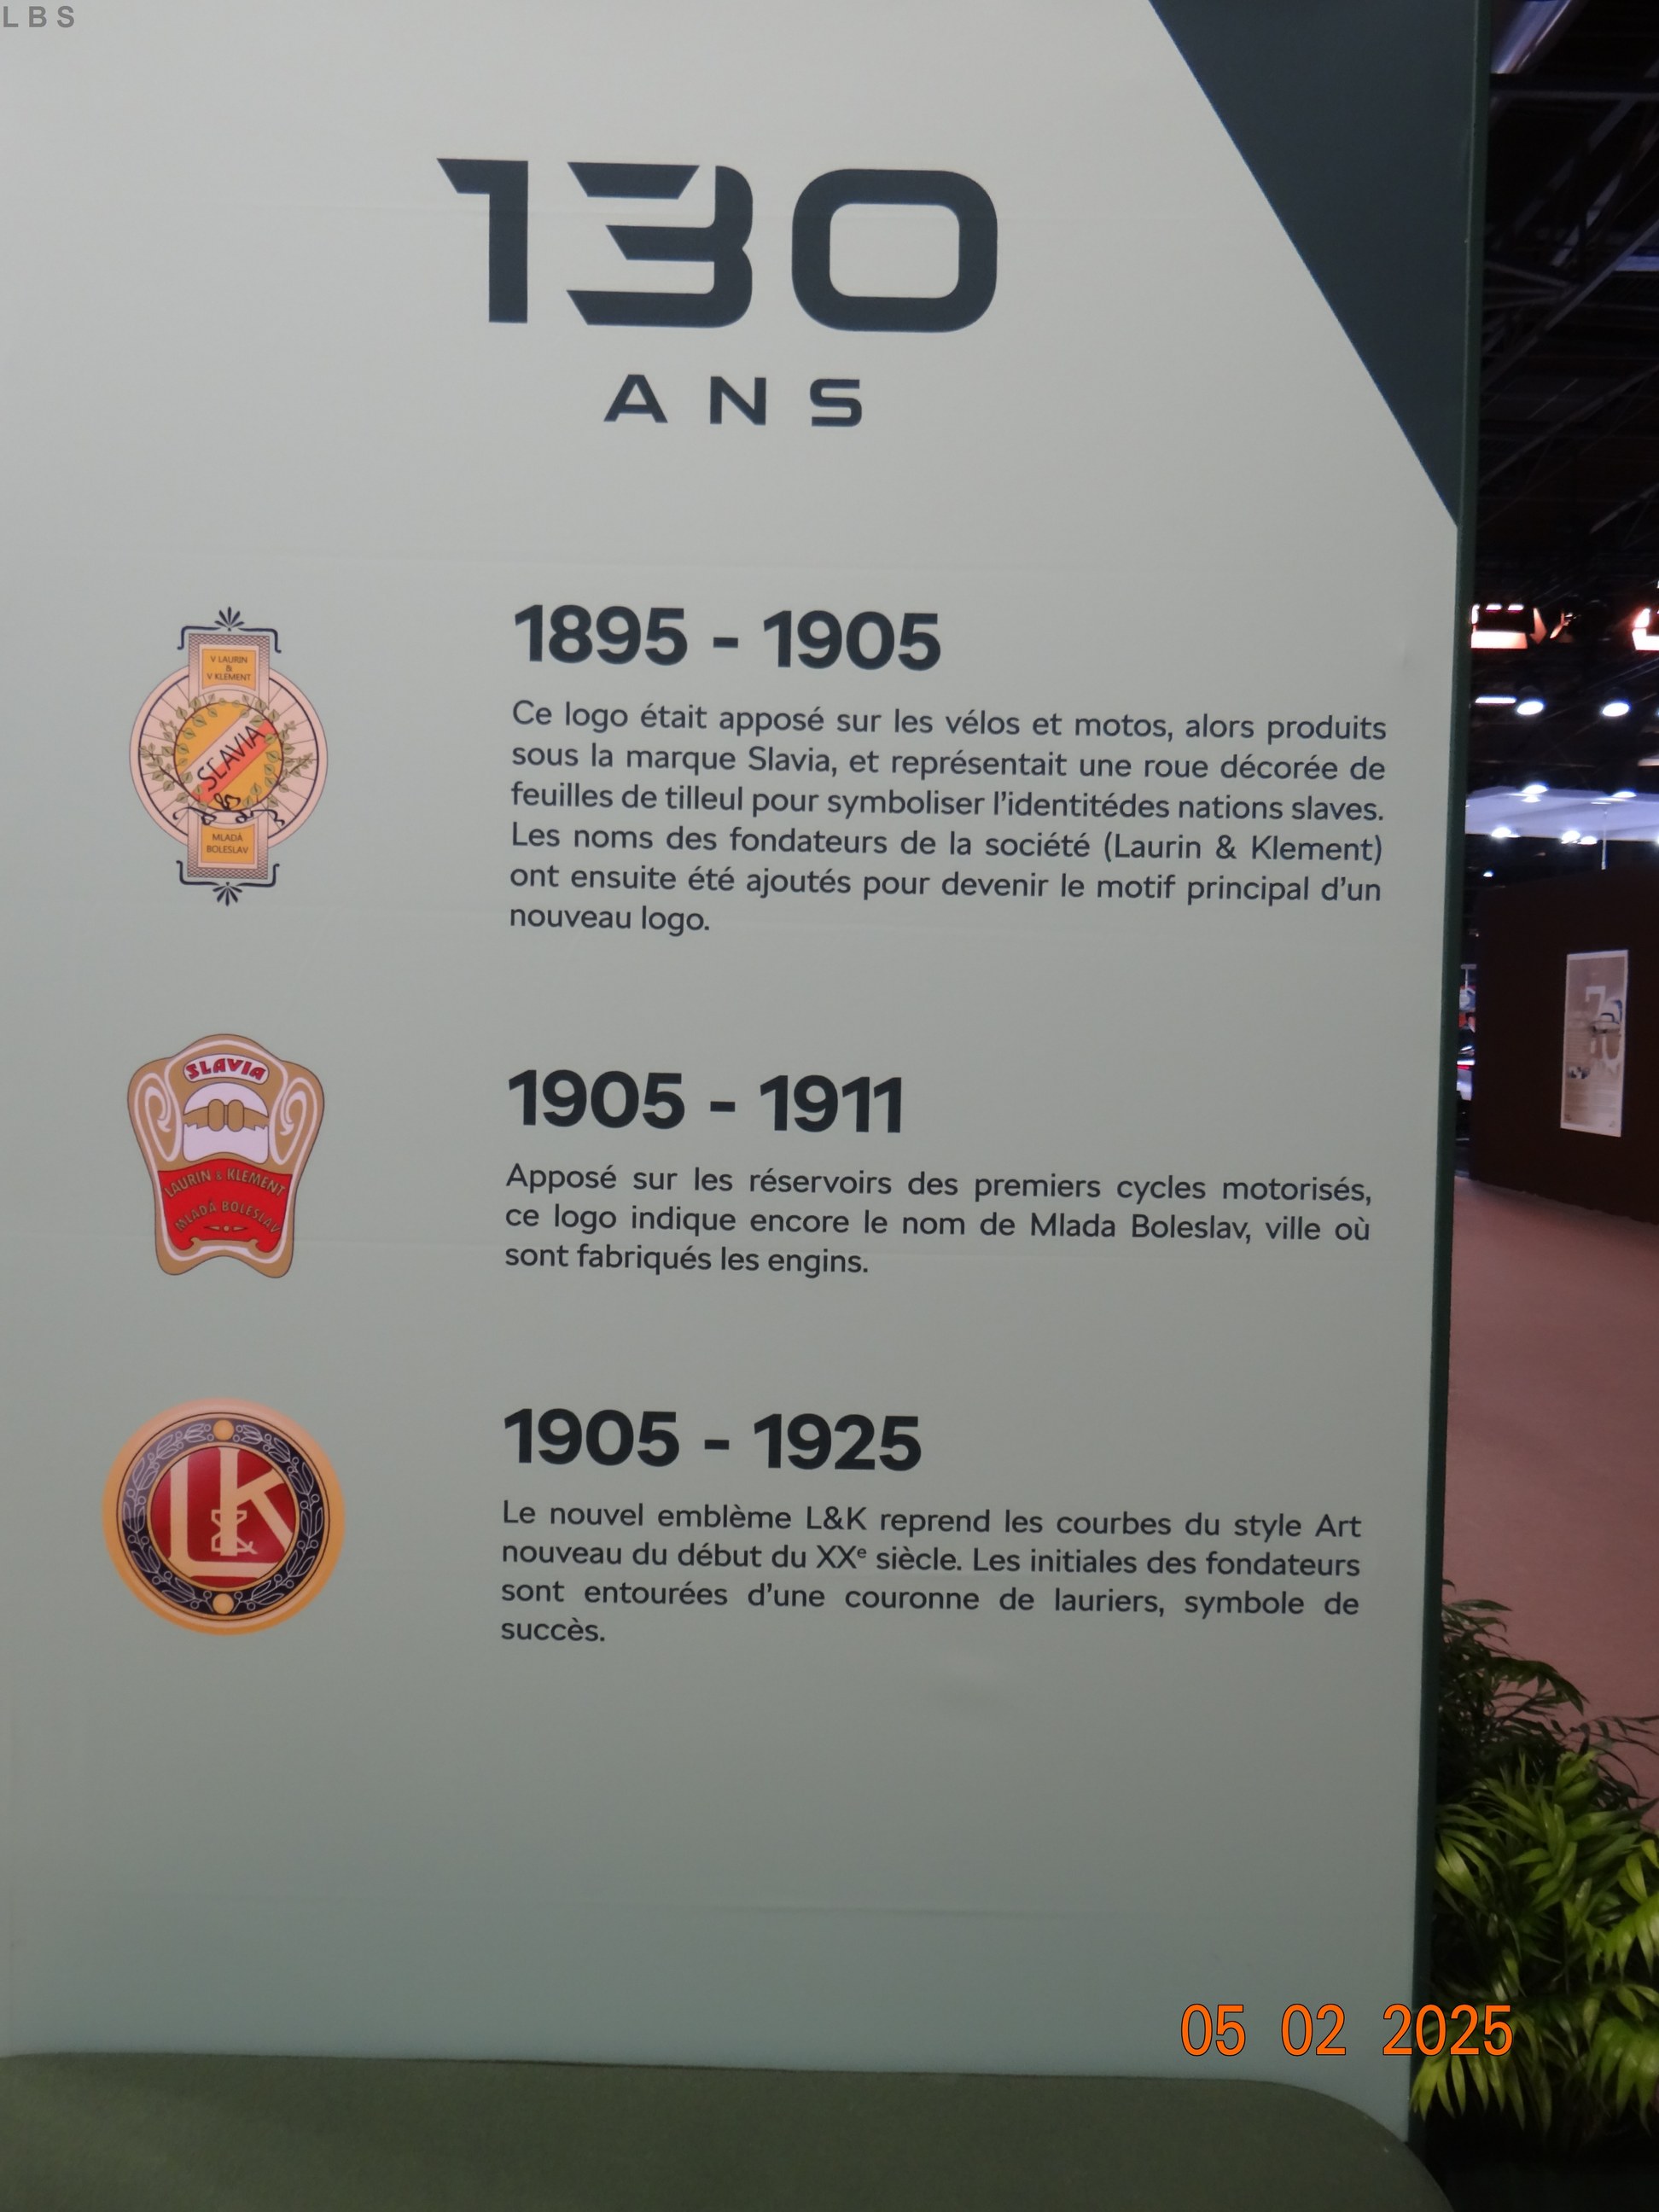 L B S
130
ANS
V LAURIN
&
V KLEMENT
SLAVIA
MLADÁ
BOLESLAV
1895 - 1905
Ce logo était apposé sur les vélos et motos, alors produits
sous la marque Slavia, et représentait une roue décorée de
feuilles de tilleul pour symboliser l'identitédes nations slaves.
Les noms des fondateurs de la société (Laurin & Klement)
ont ensuite été ajoutés pour devenir le motif principal d'un
nouveau logo.
SLAVIA
LAURIN & KLEMENT
MLADÁ BOLESLAV
1905 - 1911
Apposé sur les réservoirs des premiers cycles motorisés,
ce logo indique encore le nom de Mlada Boleslav, ville où
sont fabriqués les engins.
L&K
1905 - 1925
Le nouvel emblème L&K reprend les courbes du style Art
nouveau du début du XXe siècle. Les initiales des fondateurs
sont entourées d'une couronne de lauriers, symbole de
succès.
05 02 2025